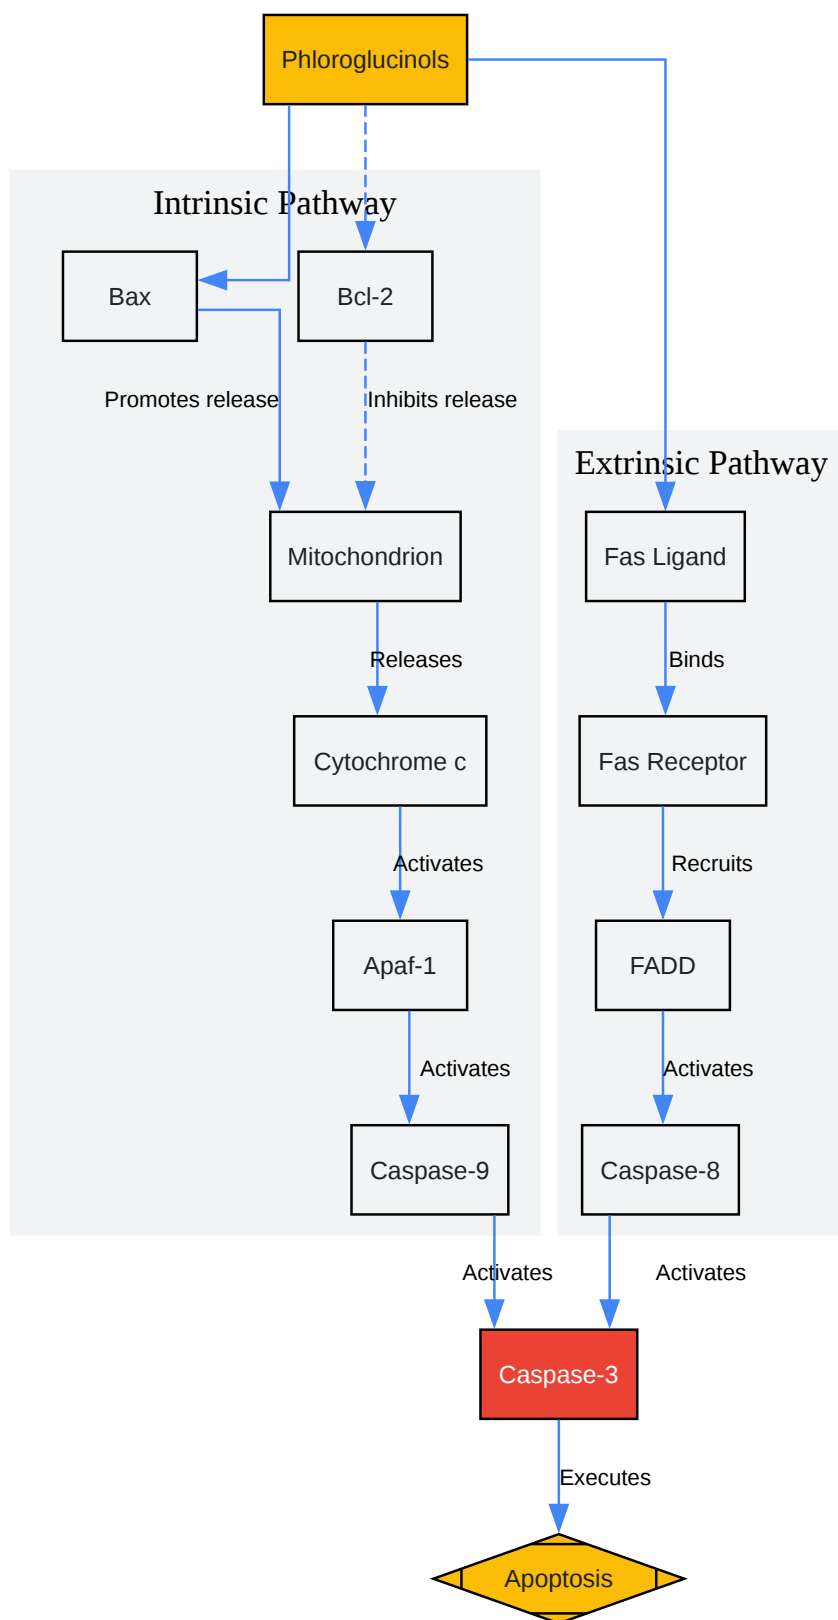 Phloroglucinols
Intrinsic Pathway
Bax
Bcl-2
Promotes release
Inhibits release
Extrinsic Pathway
Mitochondrion
Fas Ligand
Releases
Binds
Cytochrome c
Fas Receptor
Activates
Recruits
Apaf-1
FADD
Activates
Activates
Caspase-9
Caspase-8
Activates
Activates
Caspase-3
Executes
Apoptosis